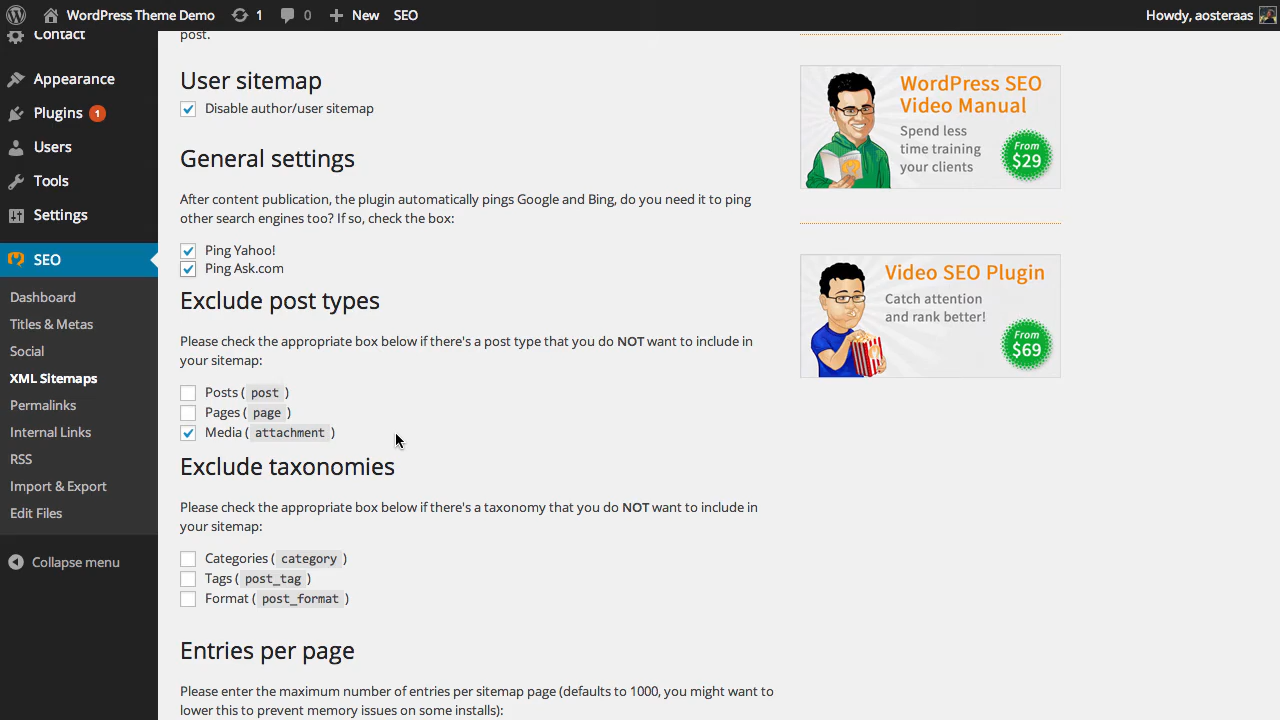 WordPress Theme Demo 1 0 New SEO Howdy, aosteraas
Contact
Appearance
Plugins 1
Users
Tools
Settings
SEO
Dashboard
Titles & Metas
Social
XML Sitemaps
Permalinks
Internal Links
RSS
Import & Export
Edit Files
Collapse menu
post.
User sitemap
Disable author/user sitemap
General settings
After content publication, the plugin automatically pings Google and Bing, do you need it to ping
other search engines too? If so, check the box:
Ping Yahoo!
Ping Ask.com
Exclude post types
Please check the appropriate box below if there's a post type that you do NOT want to include in
your sitemap:
Posts ( post )
Pages ( page )
Media ( attachment )
Exclude taxonomies
Please check the appropriate box below if there's a taxonomy that you do NOT want to include in
your sitemap:
Categories ( category )
Tags ( post_tag )
Format ( post_format )
Entries per page
Please enter the maximum number of entries per sitemap page (defaults to 1000, you might want to
lower this to prevent memory issues on some installs):
WordPress SEO
Video Manual
Spend less
time training
your clients
From
$29
Video SEO Plugin
Catch attention
and rank better!
From
$69